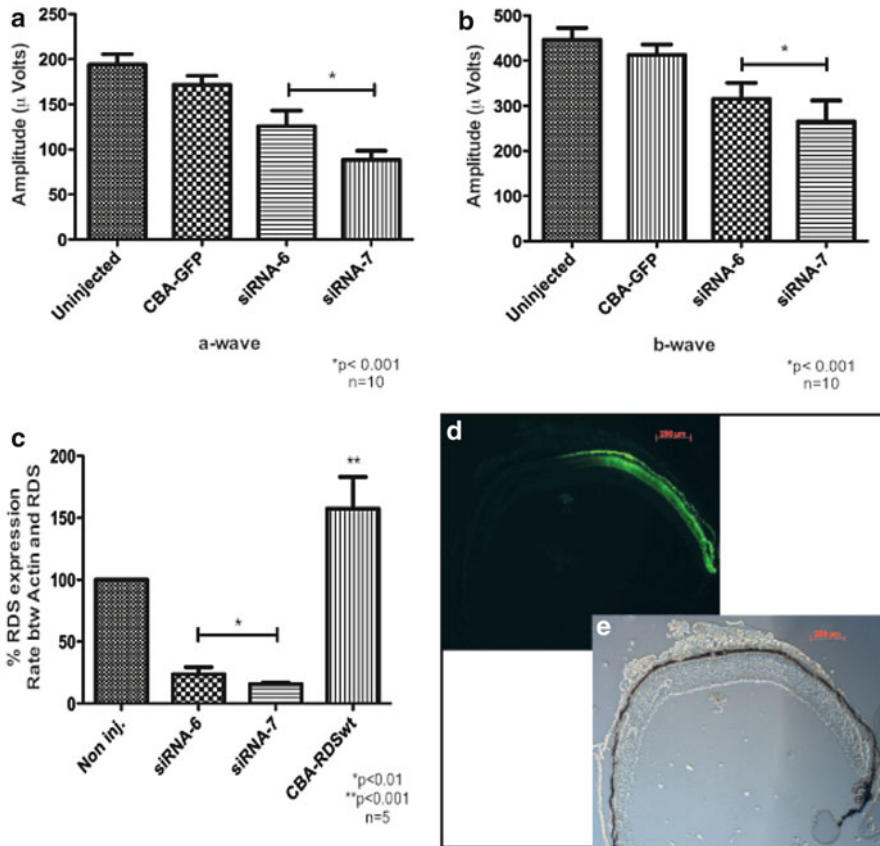 a
Amplitude (μ Volts)
250
200
150
100
50
0
*
Uninjected
CBA-GFP
siRNA-6
siRNA-7
a-wave
*p< 0.001
n=10
b
Amplitude (μ Volts)
500
400
300
200
100
0
*
Uninjected
CBA-GFP
siRNA-6
siRNA-7
b-wave
*p< 0.001
n=10
c
% RDS expression
Rate btw Actin and RDS
200
150
100
50
0
*
**
Non inj.
siRNA-6
siRNA-7
CBA-RDSwt
*p<0.01
**p<0.001
n=5
d
e